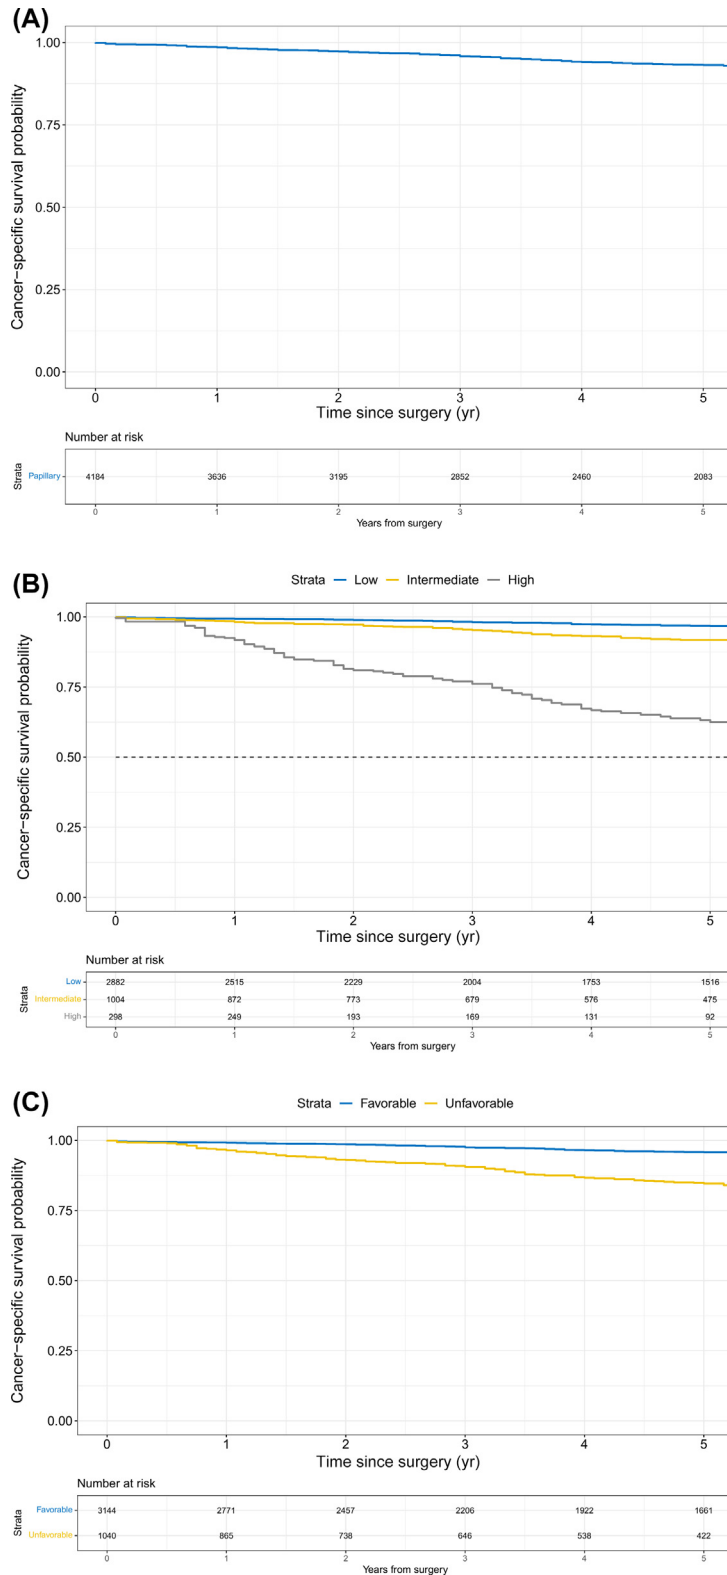 (A)
Cancer−specific survival probability
1.00
0.75
0.50
0.25
0.00
0 1 2 3 4 5
Time since surgery (yr)
Number at risk
Strata
Papillary 4184 3636 3195 2852 2460 2083
0 1 2 3 4 5
Years from surgery
(B)
Strata Low Intermediate High
Cancer−specific survival probability
1.00
0.75
0.50
0.25
0.00
0 1 2 3 4 5
Time since surgery (yr)
Number at risk
Strata
Low 2882 2515 2229 2004 1753 1516
Intermediate 1004 872 773 679 576 475
High 298 249 193 169 131 92
0 1 2 3 4 5
Years from surgery
(C)
Strata Favorable Unfavorable
Cancer−specific survival probability
1.00
0.75
0.50
0.25
0.00
0 1 2 3 4 5
Time since surgery (yr)
Number at risk
Strata
Favorable 3144 2771 2457 2206 1922 1661
Unfavorable 1040 865 738 646 538 422
0 1 2 3 4 5
Years from surgery